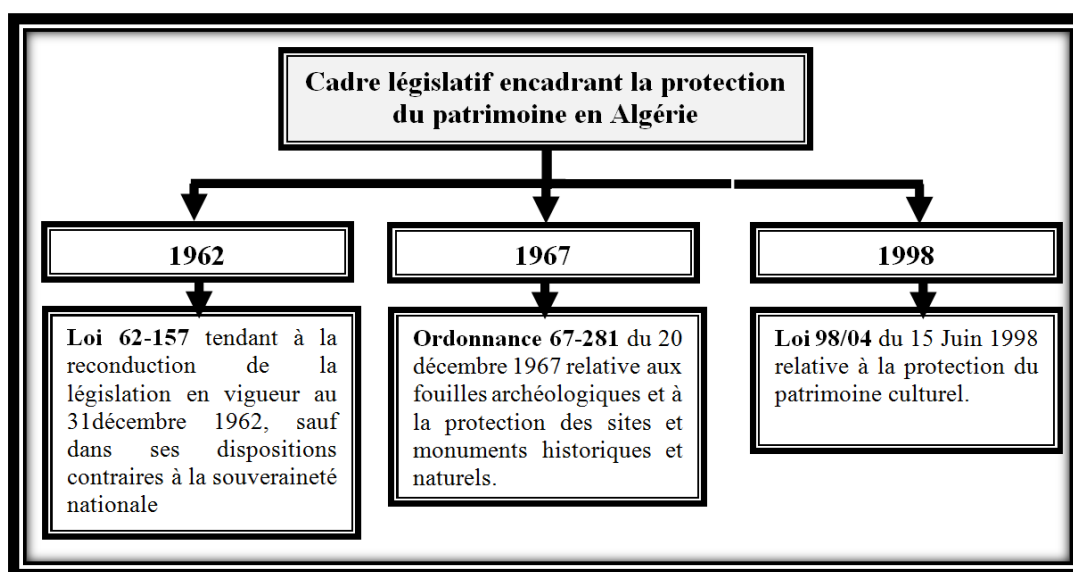 Cadre législatif encadrant la protection
du patrimoine en Algérie
1962
Loi 62-157 tendant à la
reconduction de la
législation en vigueur au
31décembre 1962, sauf
dans ses dispositions
contraires à la souveraineté
nationale
1967
Ordonnance 67-281 du 20
décembre 1967 relative aux
fouilles archéologiques et à
la protection des sites et
monuments historiques et
naturels.
1998
Loi 98/04 du 15 Juin 1998
relative à la protection du
patrimoine culturel.